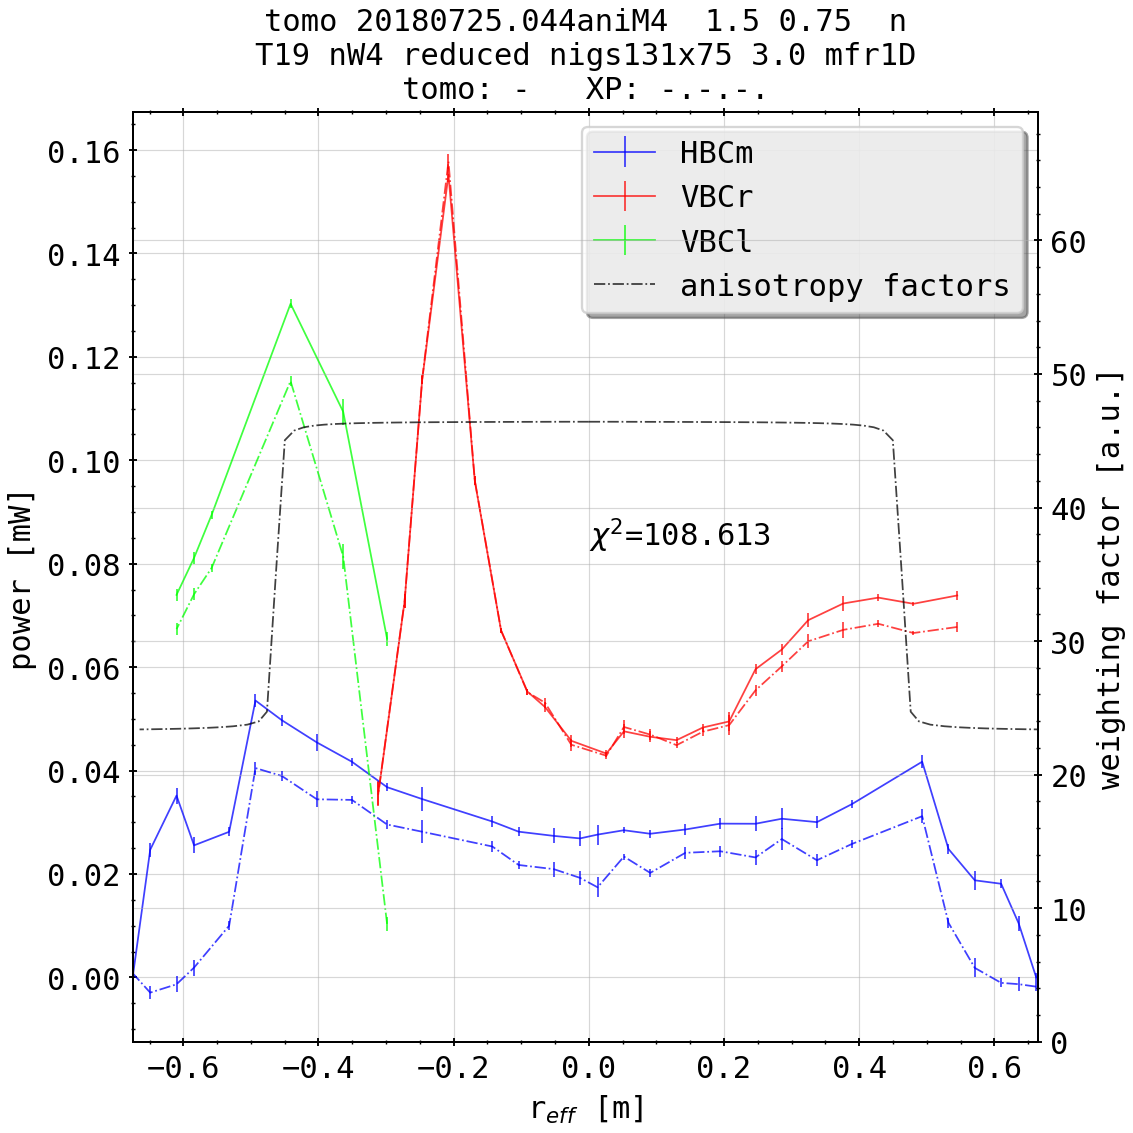 tomo 20180725.044aniM4  1.5 0.75  n
T19 nW4 reduced nigs131x75 3.0 mfr1D
tomo: -   XP: -.-.-.
HBCm
VBCr
VBCl
anisotropy factors
χ²=108.613
power [mW]
0.16
0.14
0.12
0.10
0.08
0.06
0.04
0.02
0.00
weighting factor [a.u.]
60
50
40
30
20
10
0
−0.6 −0.4 −0.2 0.0 0.2 0.4 0.6
r_eff [m]